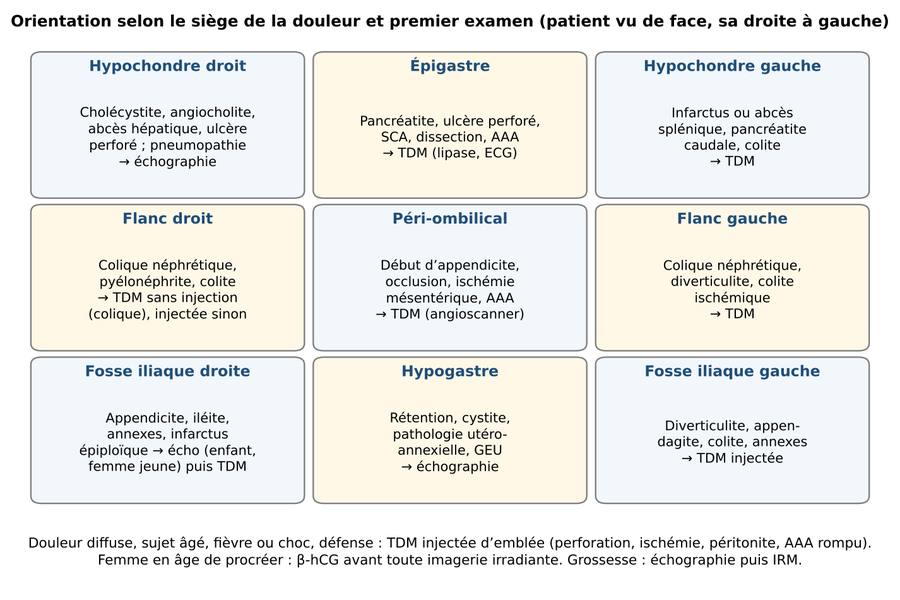 Orientation selon le siège de la douleur et premier examen (patient vu de face, sa droite à gauche)
Hypochondre droit
Cholécystite, angiocholite,
abcès hépatique, ulcère
perforé ; pneumopathie
→ échographie
Épigastre
Pancréatite, ulcère perforé,
SCA, dissection, AAA
→ TDM (lipase, ECG)
Hypochondre gauche
Infarctus ou abcès
splénique, pancréatite
caudale, colite
→ TDM
Flanc droit
Colique néphrétique,
pyélonéphrite, colite
→ TDM sans injection
(colique), injectée sinon
Péri-ombilical
Début d’appendicite,
occlusion, ischémie
mésentérique, AAA
→ TDM (angioscanner)
Flanc gauche
Colique néphrétique,
diverticulite, colite
ischémique
→ TDM
Fosse iliaque droite
Appendicite, iléite,
annexes, infarctus
épiploïque → écho (enfant,
femme jeune) puis TDM
Hypogastre
Rétention, cystite,
pathologie utéro-
annexielle, GEU
→ échographie
Fosse iliaque gauche
Diverticulite, appen-
dagite, colite, annexes
→ TDM injectée
Douleur diffuse, sujet âgé, fièvre ou choc, défense : TDM injectée d’emblée (perforation, ischémie, péritonite, AAA rompu).
Femme en âge de procréer : β-hCG avant toute imagerie irradiante. Grossesse : échographie puis IRM.